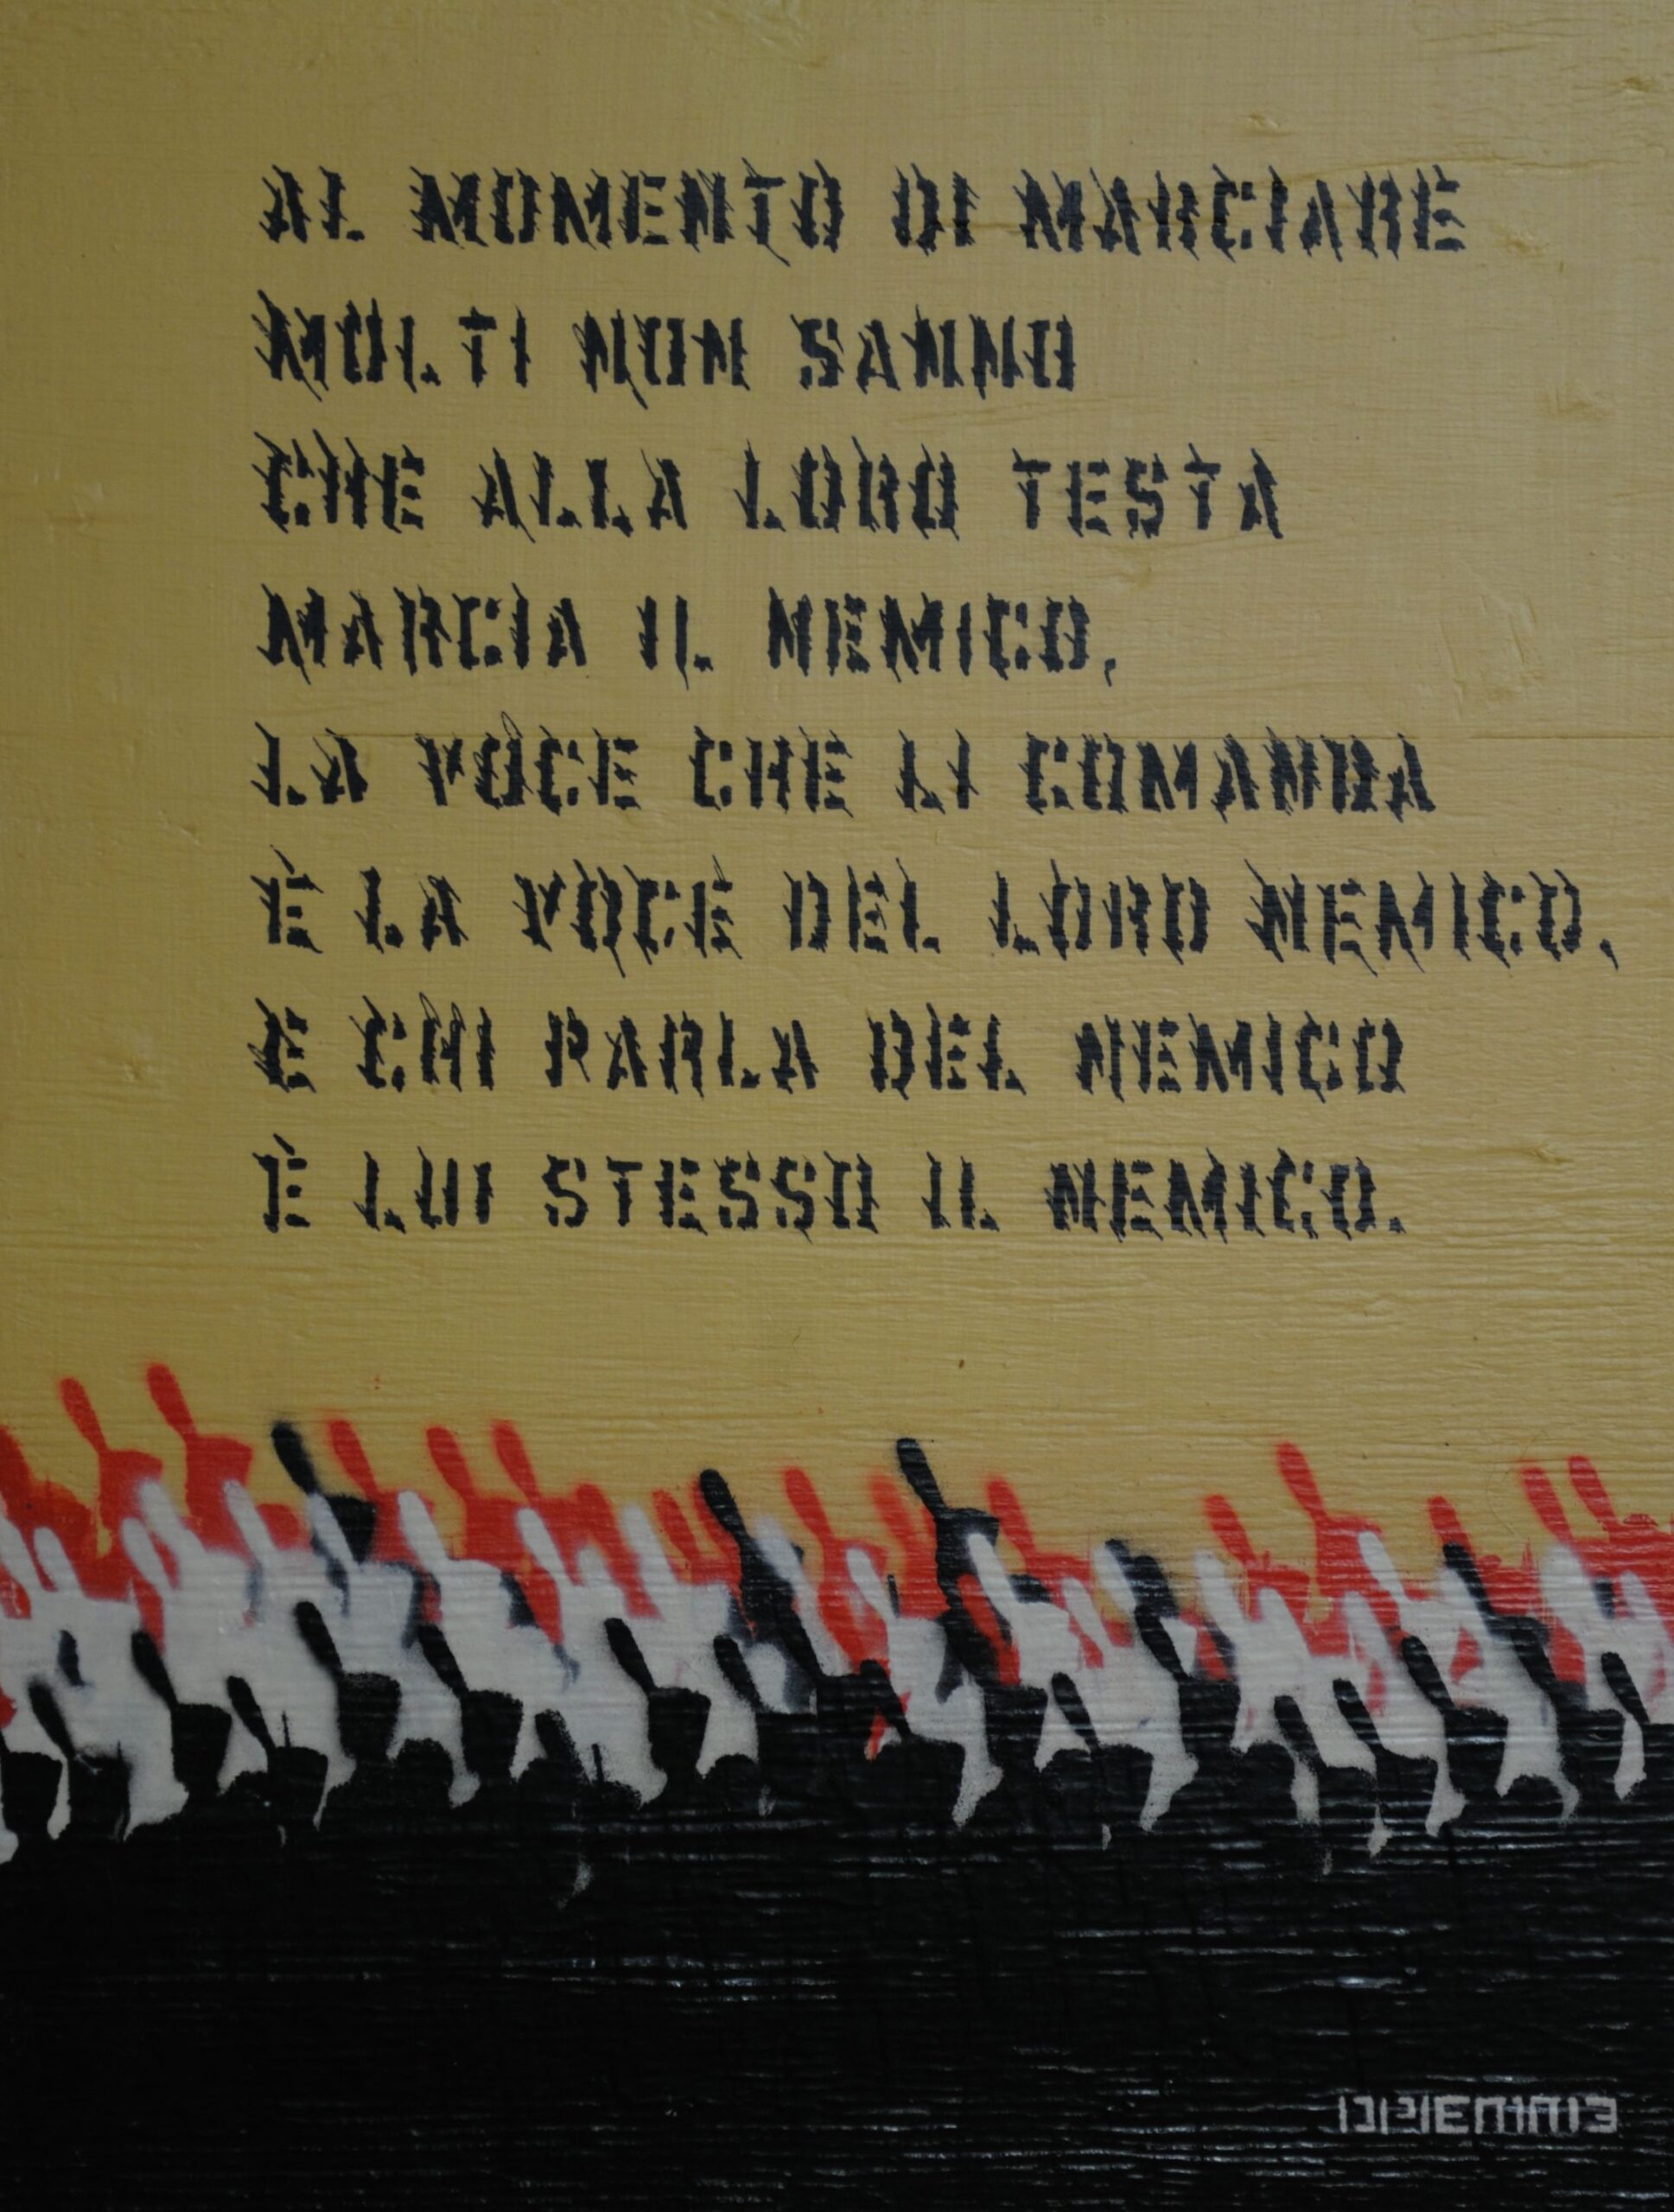 AL MOMENTO DI MARCIARE
MOLTI NON SANNO
CHE ALLA LORO TESTA
MARCIA IL NEMICO,
LA VOCE CHE LI COMANDA
È LA VOCE DEL LORO NEMICO,
E CHI PARLA DEL NEMICO
È LUI STESSO IL NEMICO.